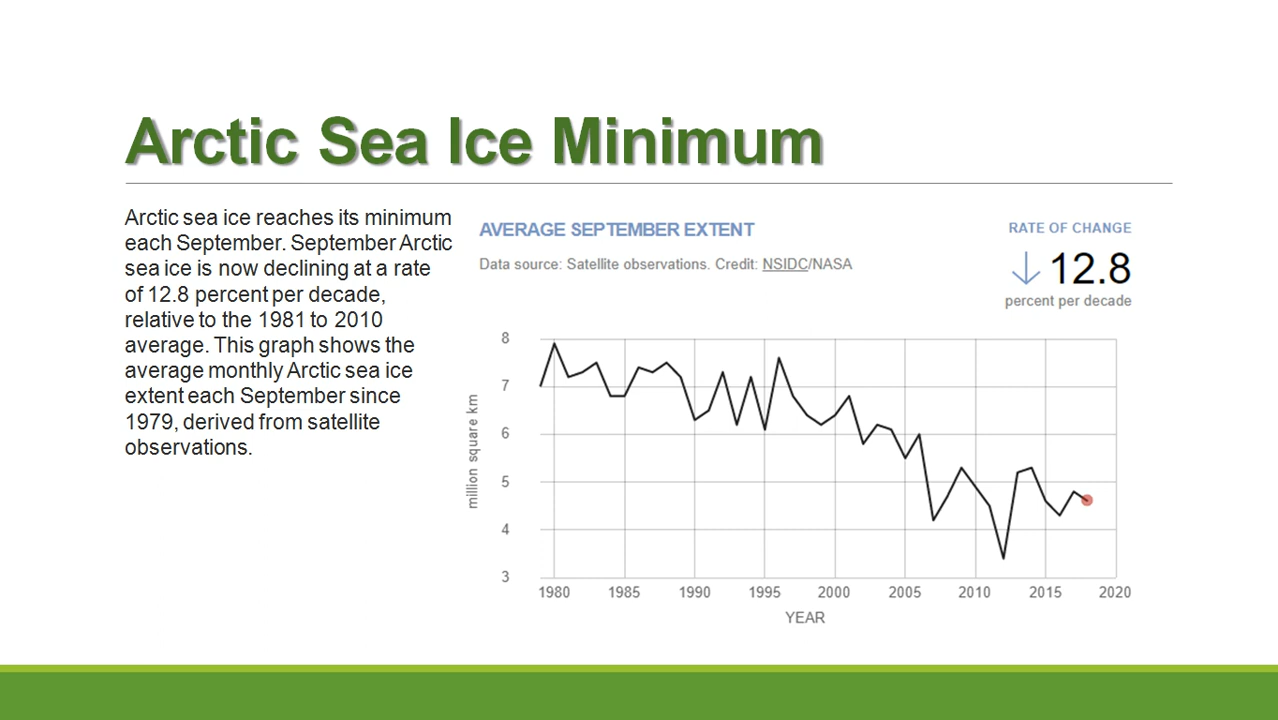 Arctic Sea Ice Minimum
Arctic sea ice reaches its minimum
each September. September Arctic
sea ice is now declining at a rate
of 12.8 percent per decade,
relative to the 1981 to 2010
average. This graph shows the
average monthly Arctic sea ice
extent each September since
1979, derived from satellite
observations.
AVERAGE SEPTEMBER EXTENT
Data source: Satellite observations. Credit: NSIDC/NASA
RATE OF CHANGE
↓ 12.8
percent per decade
million square km
8
7
6
5
4
3
1980 1985 1990 1995 2000 2005 2010 2015 2020
YEAR